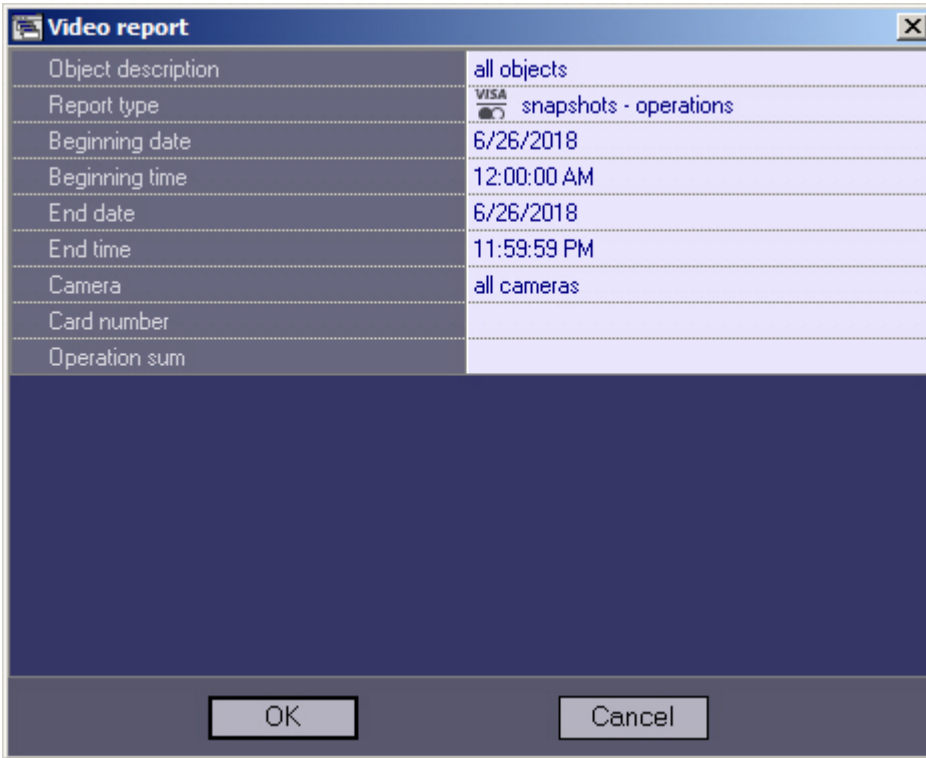 Video report
Object description all objects
Report type VISA snapshots - operations
Beginning date 6/26/2018
Beginning time 12:00:00 AM
End date 6/26/2018
End time 11:59:59 PM
Camera all cameras
Card number
Operation sum
OK Cancel